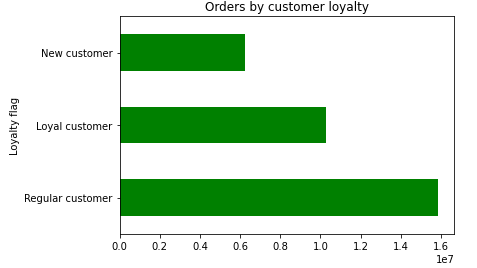 Orders by customer loyalty
New customer
Loyal customer
Regular customer
Loyalty flag
0.0 0.2 0.4 0.6 0.8 1.0 1.2 1.4 1.6
1e7